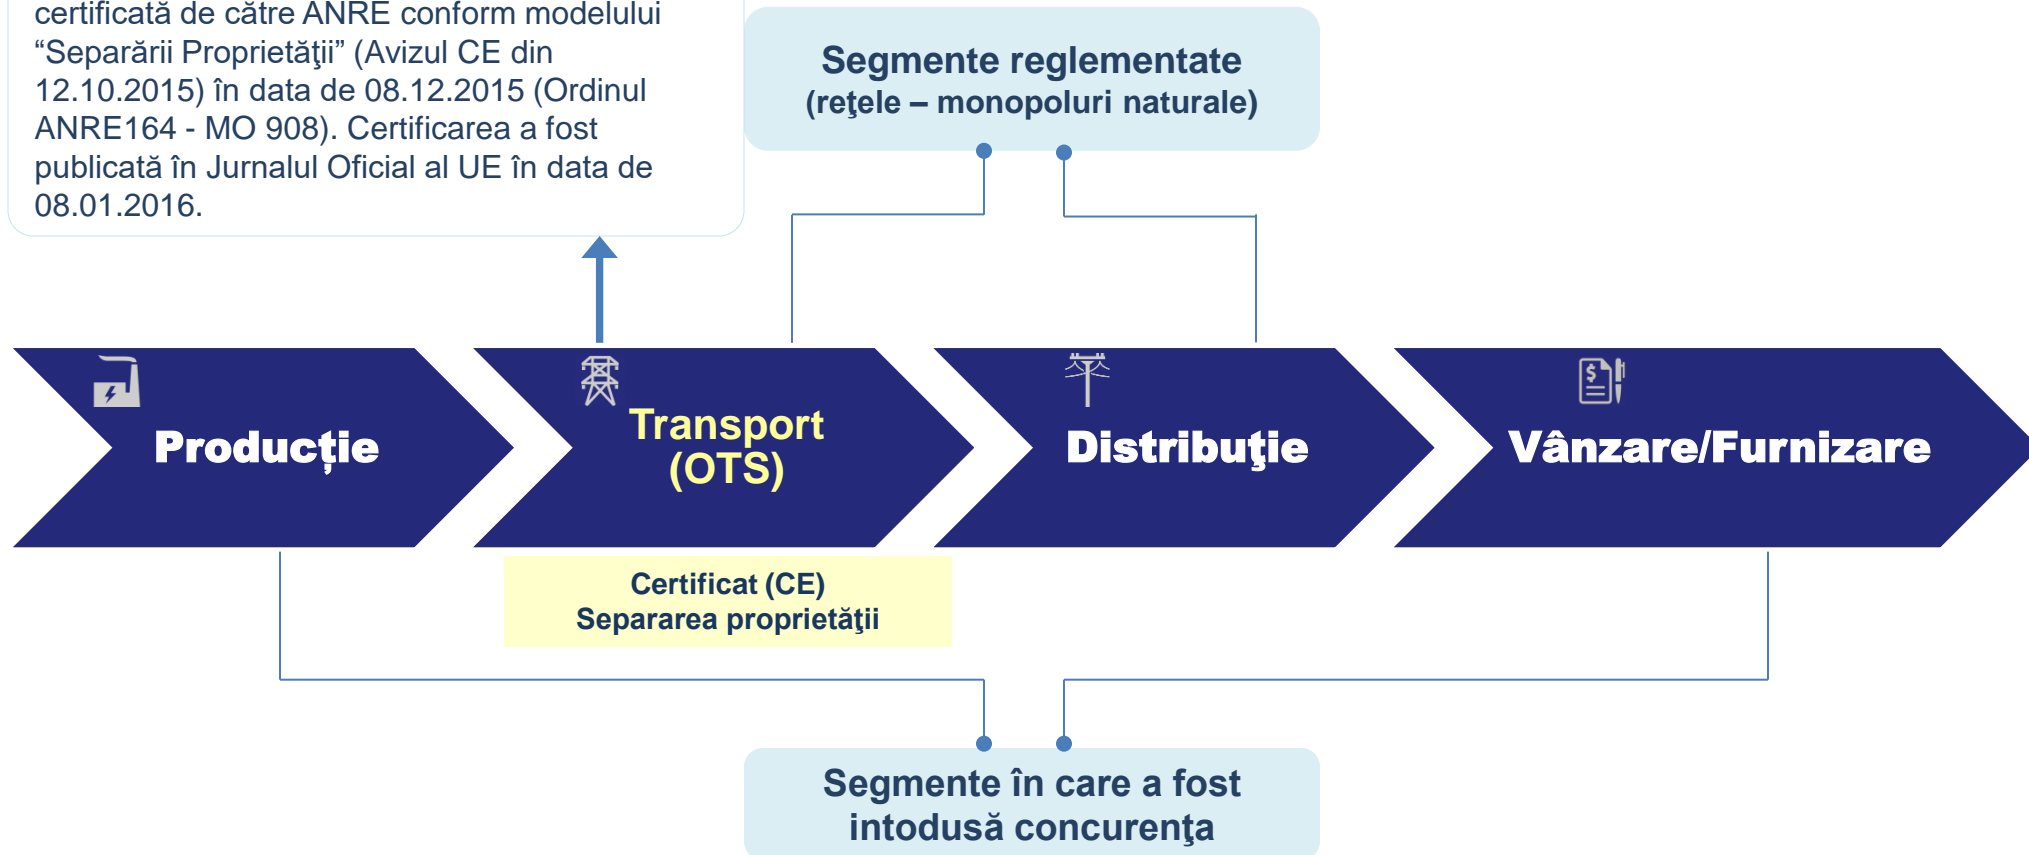 certificată de către ANRE conform modelului
“Separării Proprietăţii” (Avizul CE din
12.10.2015) în data de 08.12.2015 (Ordinul
ANRE164 - MO 908). Certificarea a fost
publicată în Jurnalul Oficial al UE în data de
08.01.2016.
Segmente reglementate
(reţele – monopoluri naturale)
Producție
Transport
(OTS)
Distribuţie
Vânzare/Furnizare
Certificat (CE)
Separarea proprietăţii
Segmente în care a fost
intodusă concurenţa